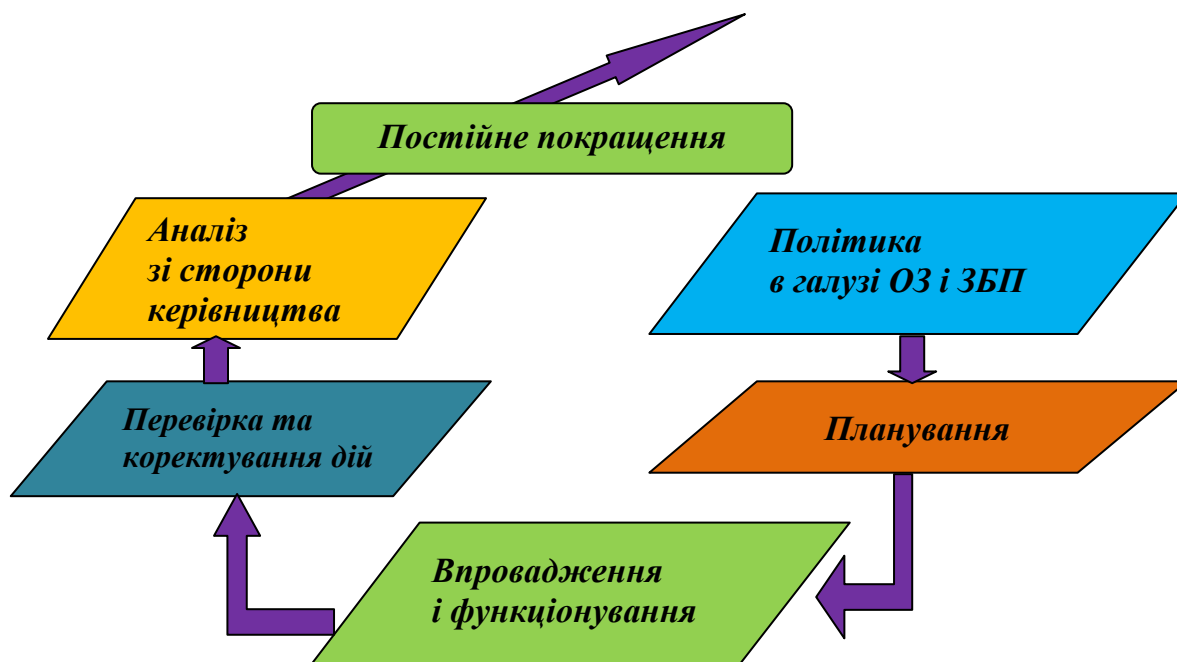 Постійне покращення
Аналіз
зі сторони
керівництва
Політика
в галузі ОЗ і ЗБП
Перевірка та
коректування дій
Планування
Впровадження
і функціонування